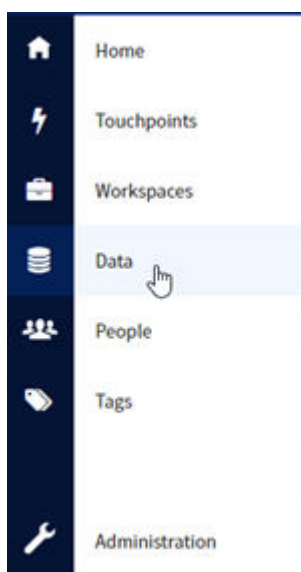 Home
Touchpoints
Workspaces
Data
People
Tags
Administration